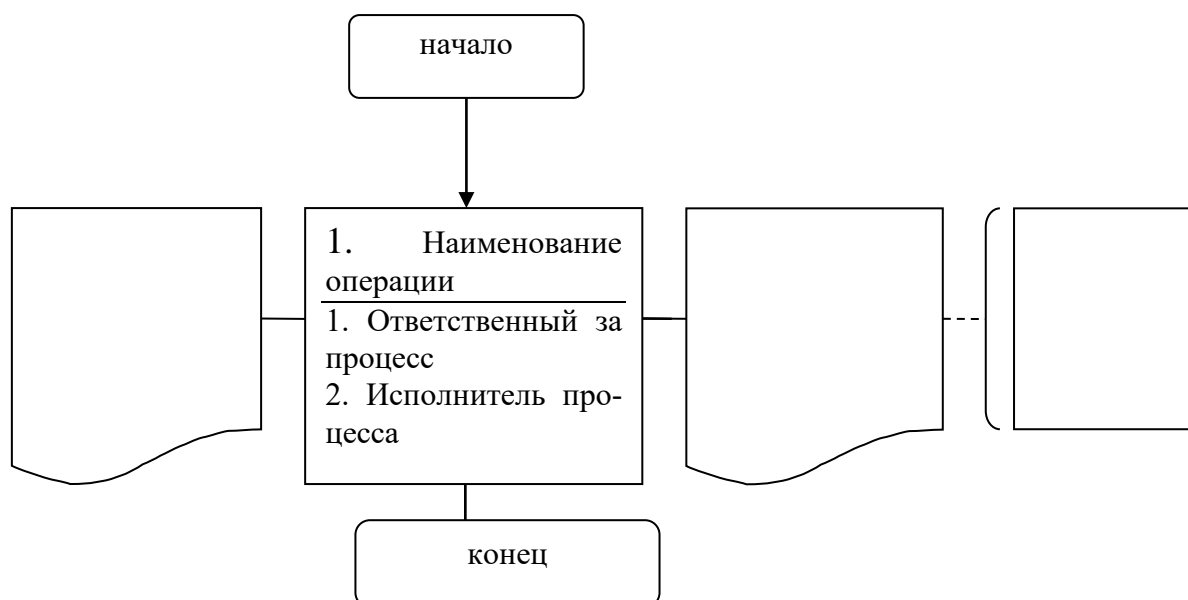 начало
1. Наименование
операции
1. Ответственный за
процесс
2. Исполнитель про-
цесса
конец